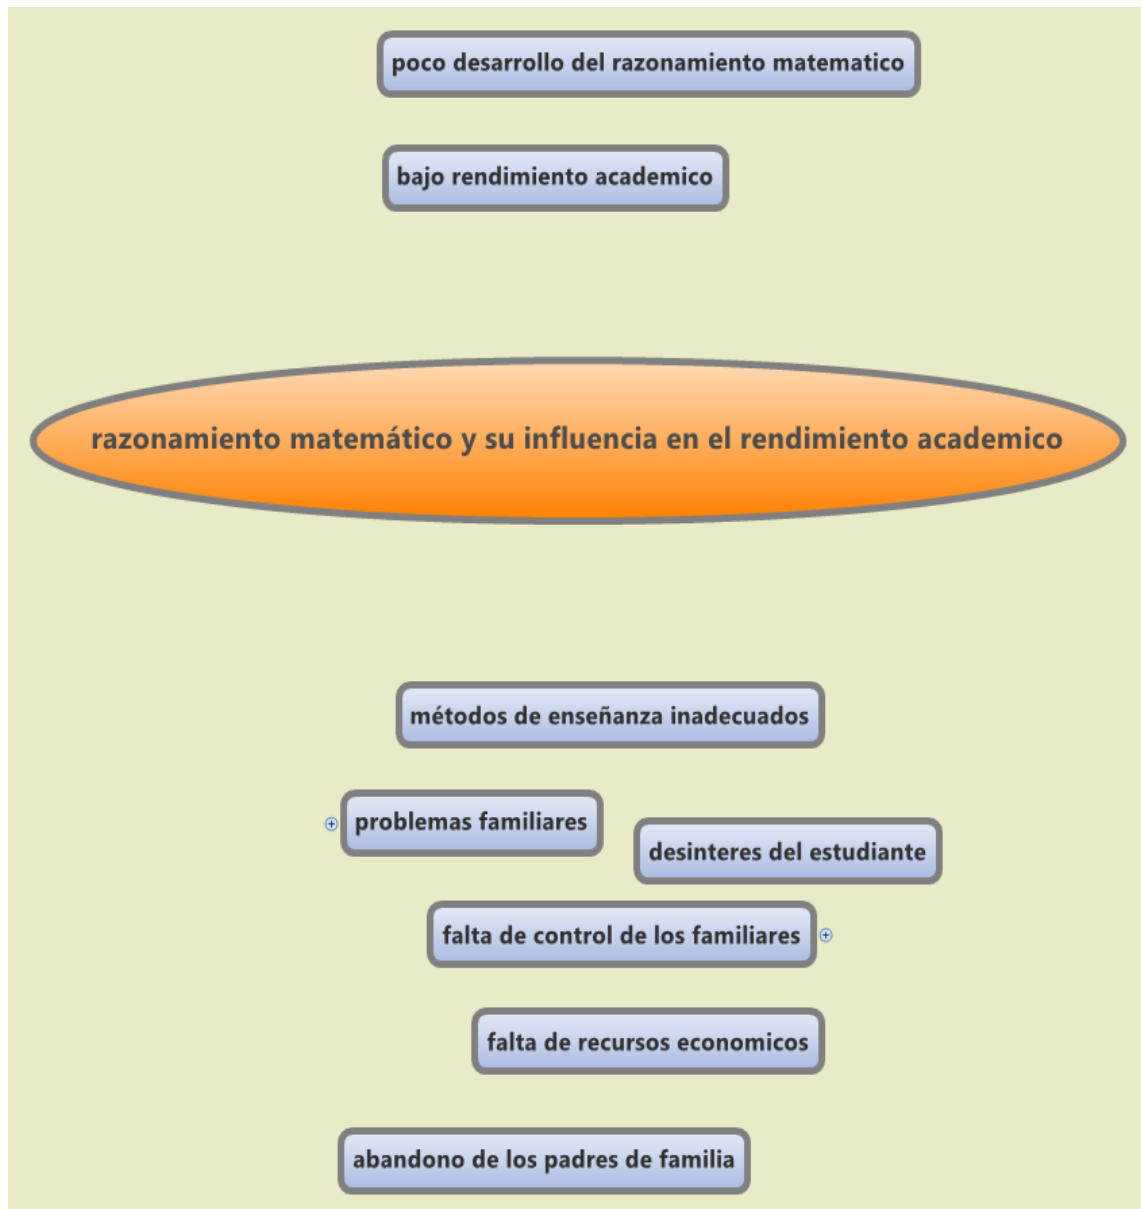 poco desarrollo del razonamiento matematico
bajo rendimiento academico
razonamiento matemático y su influencia en el rendimiento academico
métodos de enseñanza inadecuados
problemas familiares
desinteres del estudiante
falta de control de los familiares
falta de recursos economicos
abandono de los padres de familia